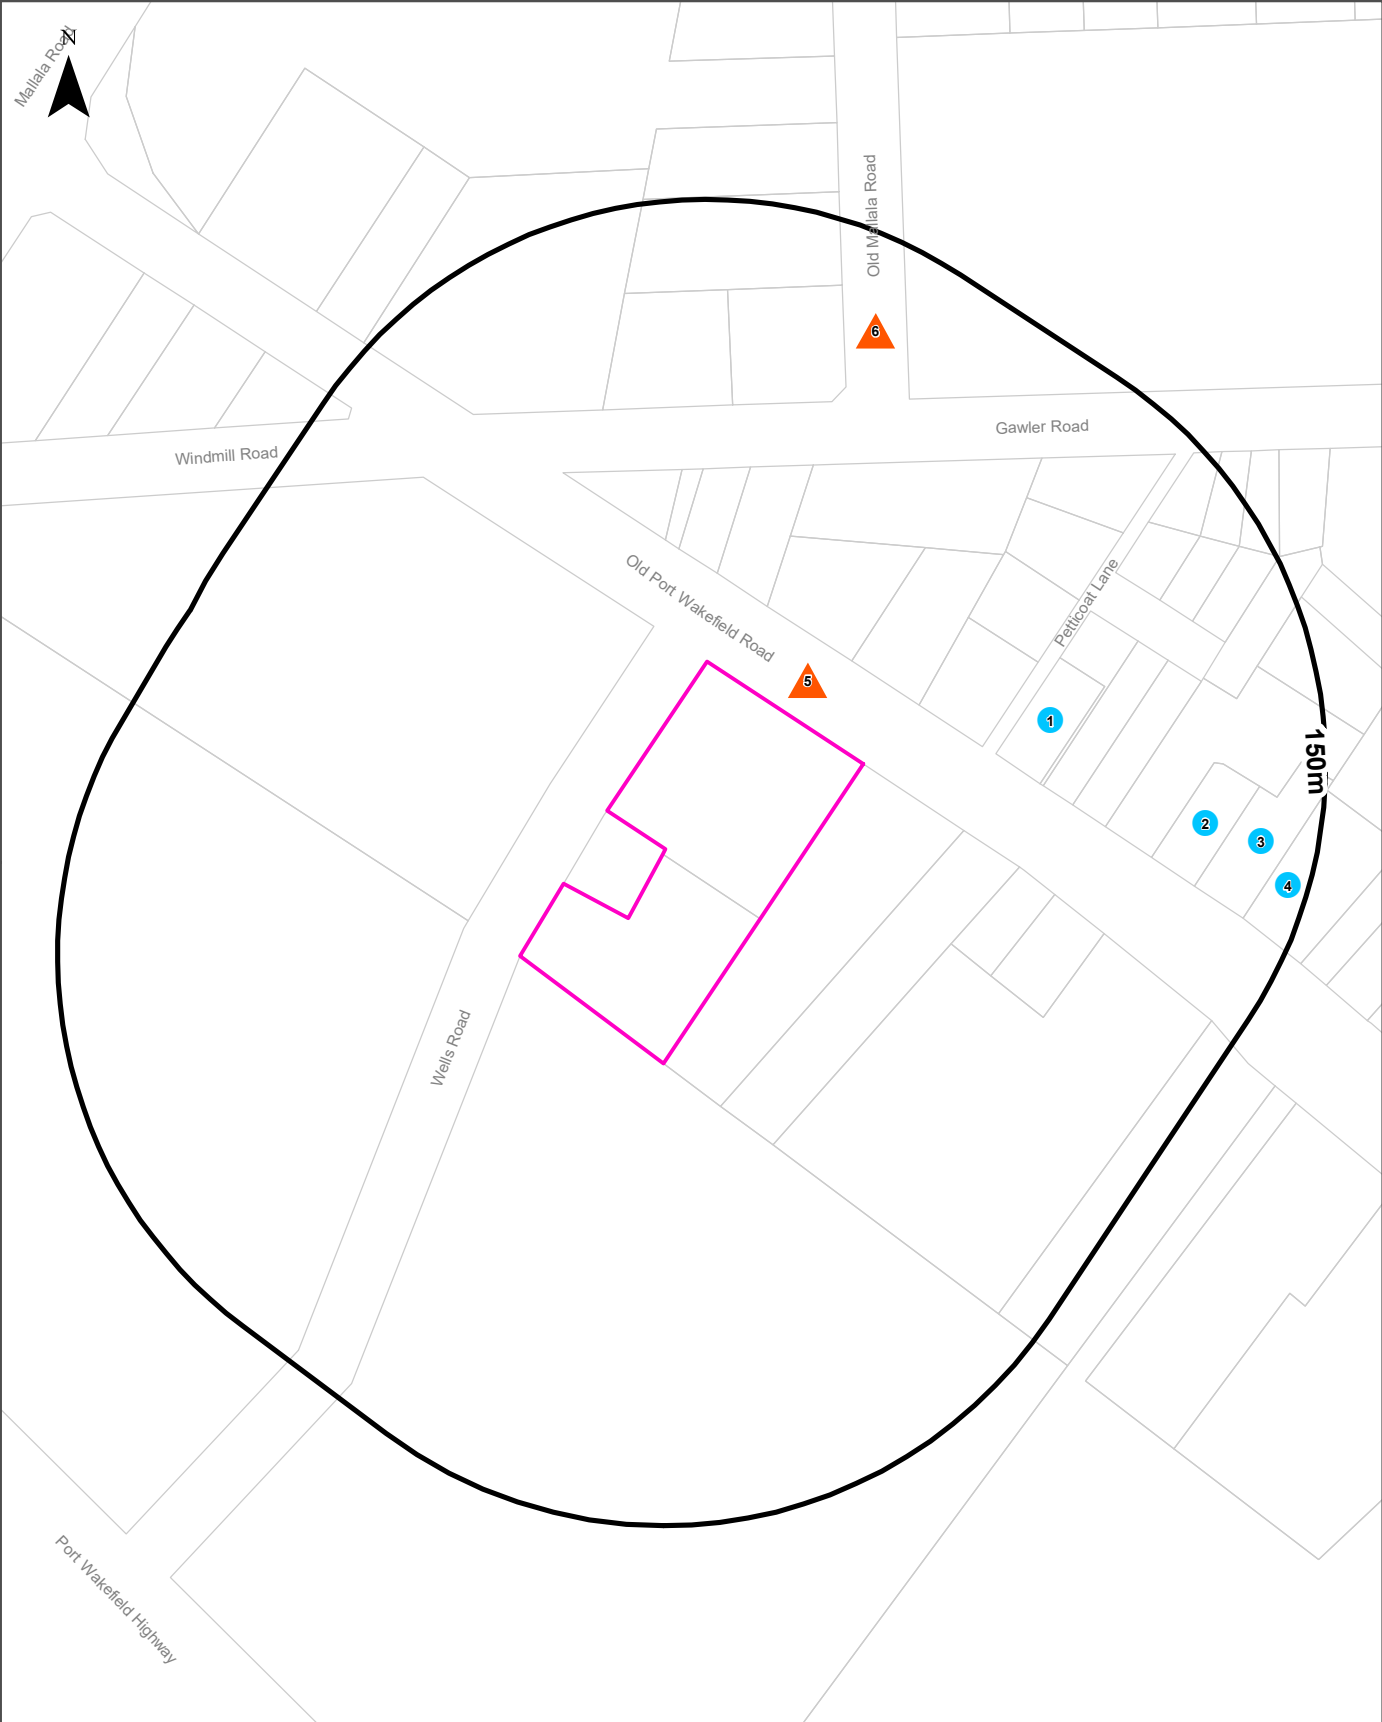 N
Mallala Road
Old Mallala Road
6
Gawler Road
Windmill Road
Old Port Wakefield Road
Petticoat Lane
5
1
150m
2
3
4
Wells Road
Port Wakefield Highway